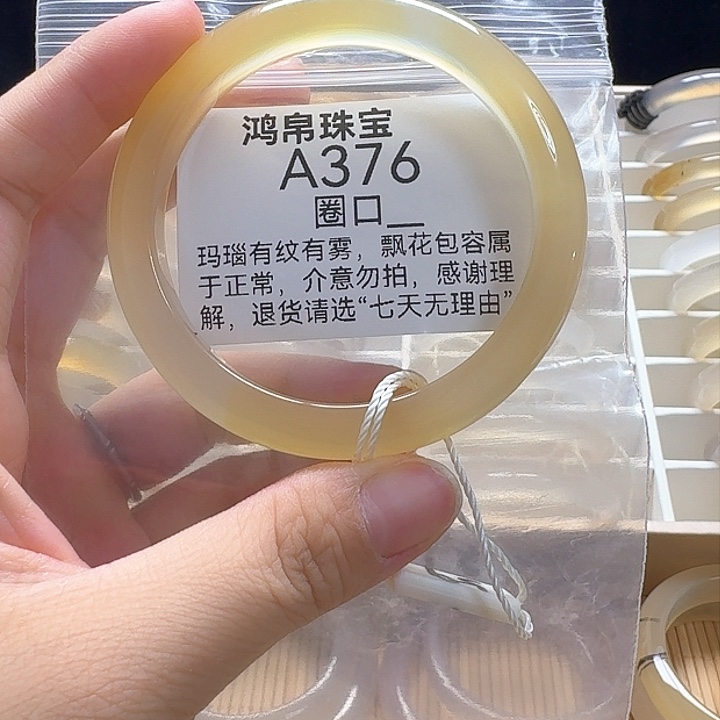 鸿帛珠宝
A376
圈口__
玛瑙有纹有雾，飘花包容属
于正常，介意勿拍，感谢理
解，退货请选“七天无理由”